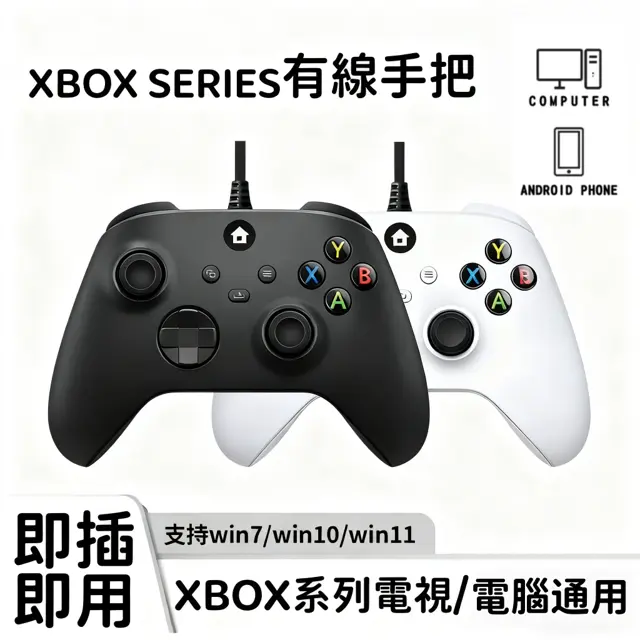 XBOX SERIES有線手把
COMPUTER
ANDROID PHONE
Y
X
B
A
Y
X
B
A
即插
即用
支持win7/win10/win11
XBOX系列電視/電腦通用